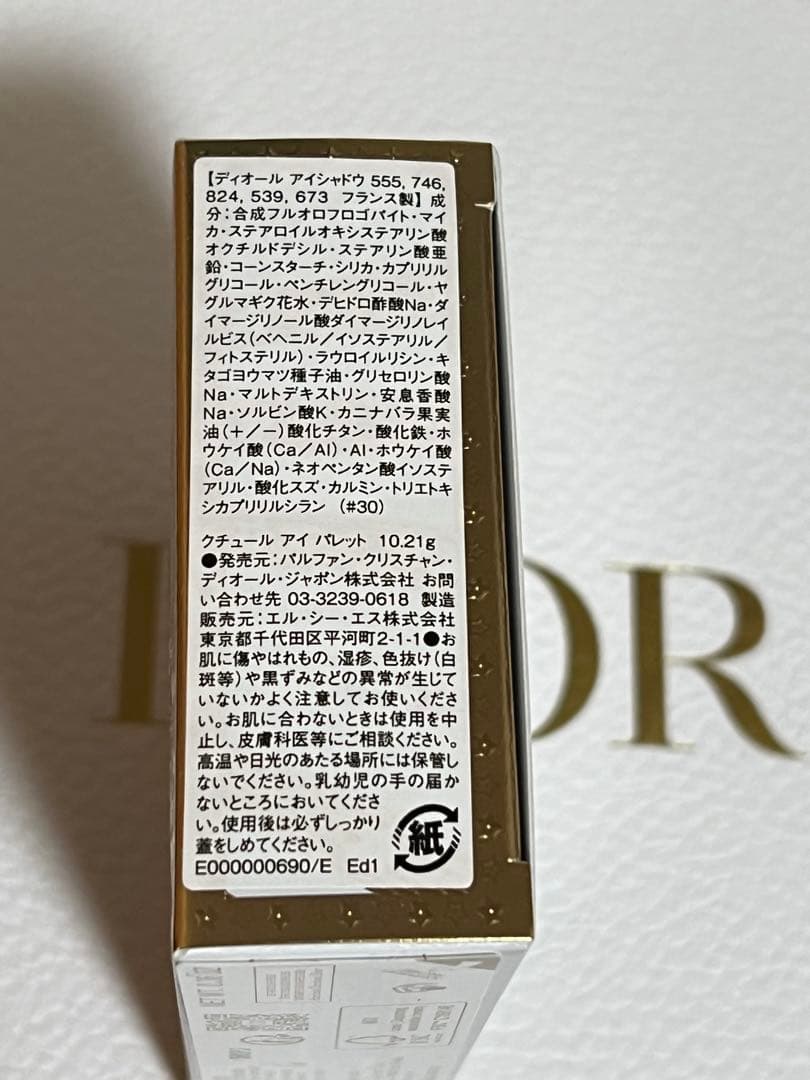 【ディオール アイシャドウ 555, 746,
824, 539, 673 フランス製】成
分：合成フルオロフロゴパイト・マイ
カ・ステアロイルオキシステアリン酸
オクチルドデシル・ステアリン酸亜
鉛・コーンスターチ・シリカ・カプリリル
グリコール・ペンチレングリコール・ヤ
グルマギク花水・デヒドロ酢酸Na・ダ
イマージリノール酸ダイマージリノレイ
ルビス（ベヘニル／イソステアリル／
フィトステリル）・ラウロイルリシン・キ
タゴヨウマツ種子油・グリセロリン酸
Na・マルトデキストリン・安息香酸
Na・ソルビン酸K・カニナバラ果実
油（＋／－）酸化チタン・酸化鉄・ホ
ウケイ酸（Ca／Al）・Al・ホウケイ酸
（Ca／Na）・ネオペンタン酸イソステ
アリル・酸化スズ・カルミン・トリエトキ
シカプリリルシラン （#30）
クチュール アイ パレット 10.21g
●発売元：パルファン・クリスチャン・
ディオール・ジャポン株式会社 お問
い合わせ先 03-3239-0618 製造
販売元：エル・シー・エス株式会社
東京都千代田区平河町2-1-1●お
肌に傷やはれもの、湿疹、色抜け（白
斑等）や黒ずみなどの異常が生じて
いないかよく注意してお使いくださ
い。お肌に合わないときは使用を中
止し、皮膚科医等にご相談ください。
高温や日光のあたる場所には保管し
ないでください。乳幼児の手の届か
ないところにおいてくださ
い。使用後は必ずしっかり
蓋をしめてください。
紙
E000000690/E Ed1
OR